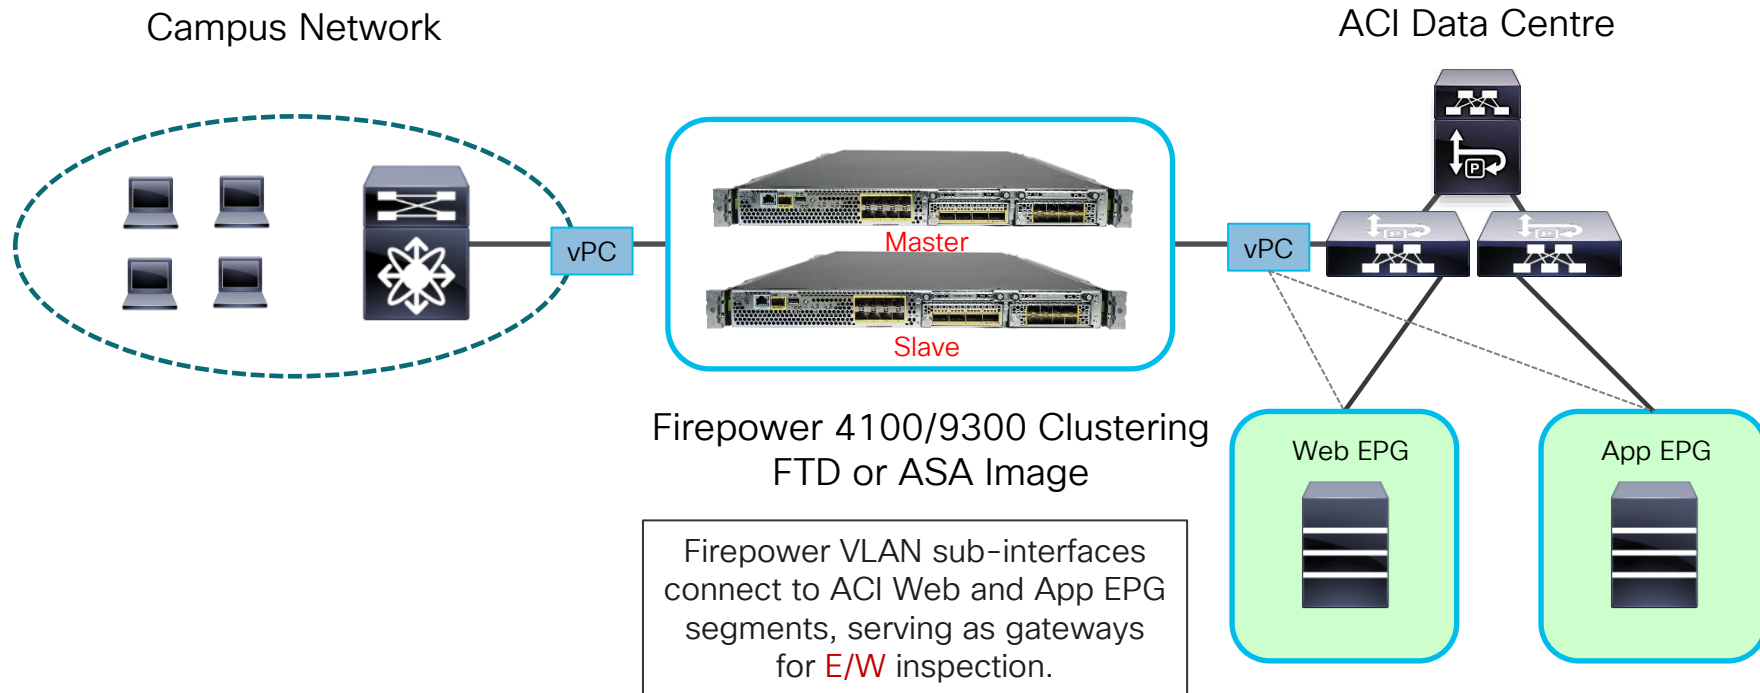 Campus Network
ACI Data Centre
vPC
Master
Slave
vPC
P
P
P
Firepower 4100/9300 Clustering
FTD or ASA Image
Firepower VLAN sub-interfaces
connect to ACI Web and App EPG
segments, serving as gateways
for E/W inspection.
Web EPG
App EPG